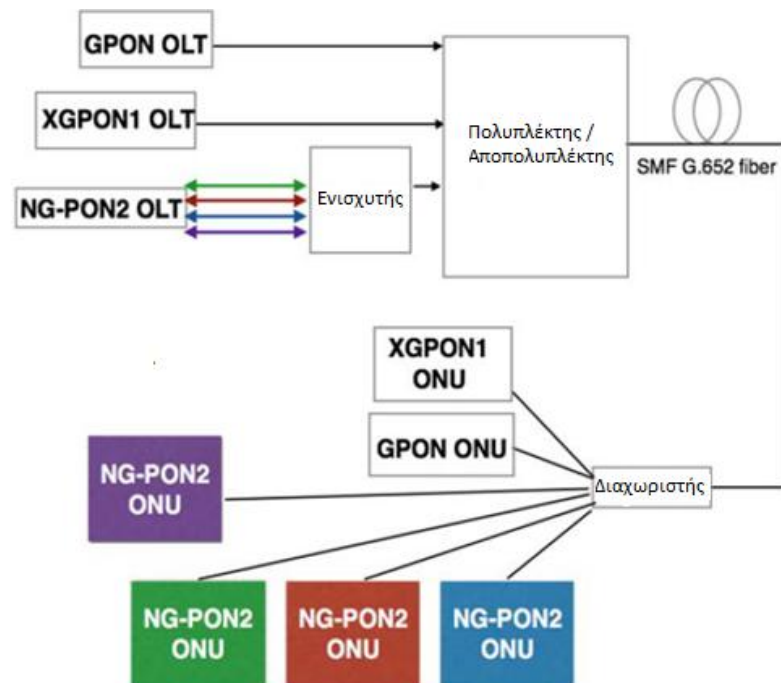 GPON OLT
XGPON1 OLT
NG-PON2 OLT
Ενισχυτής
Πολυπλέκτης /
Αποπολυπλέκτης
SMF G.652 fiber
XGPON1
ONU
GPON ONU
Διαχωριστής
NG-PON2
ONU
NG-PON2
ONU
NG-PON2
ONU
NG-PON2
ONU